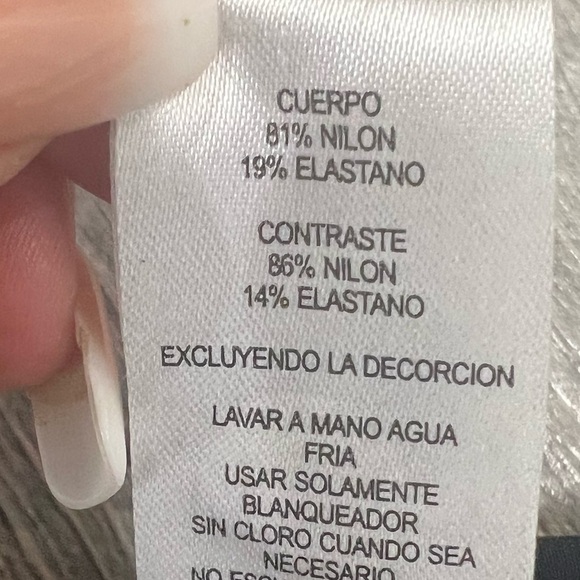 CUERPO
81% NILON
19% ELASTANO
CONTRASTE
86% NILON
14% ELASTANO
EXCLUYENDO LA DECORCION
LAVAR A MANO AGUA
FRIA
USAR SOLAMENTE
BLANQUEADOR
SIN CLORO CUANDO SEA
NECESARIO
NO